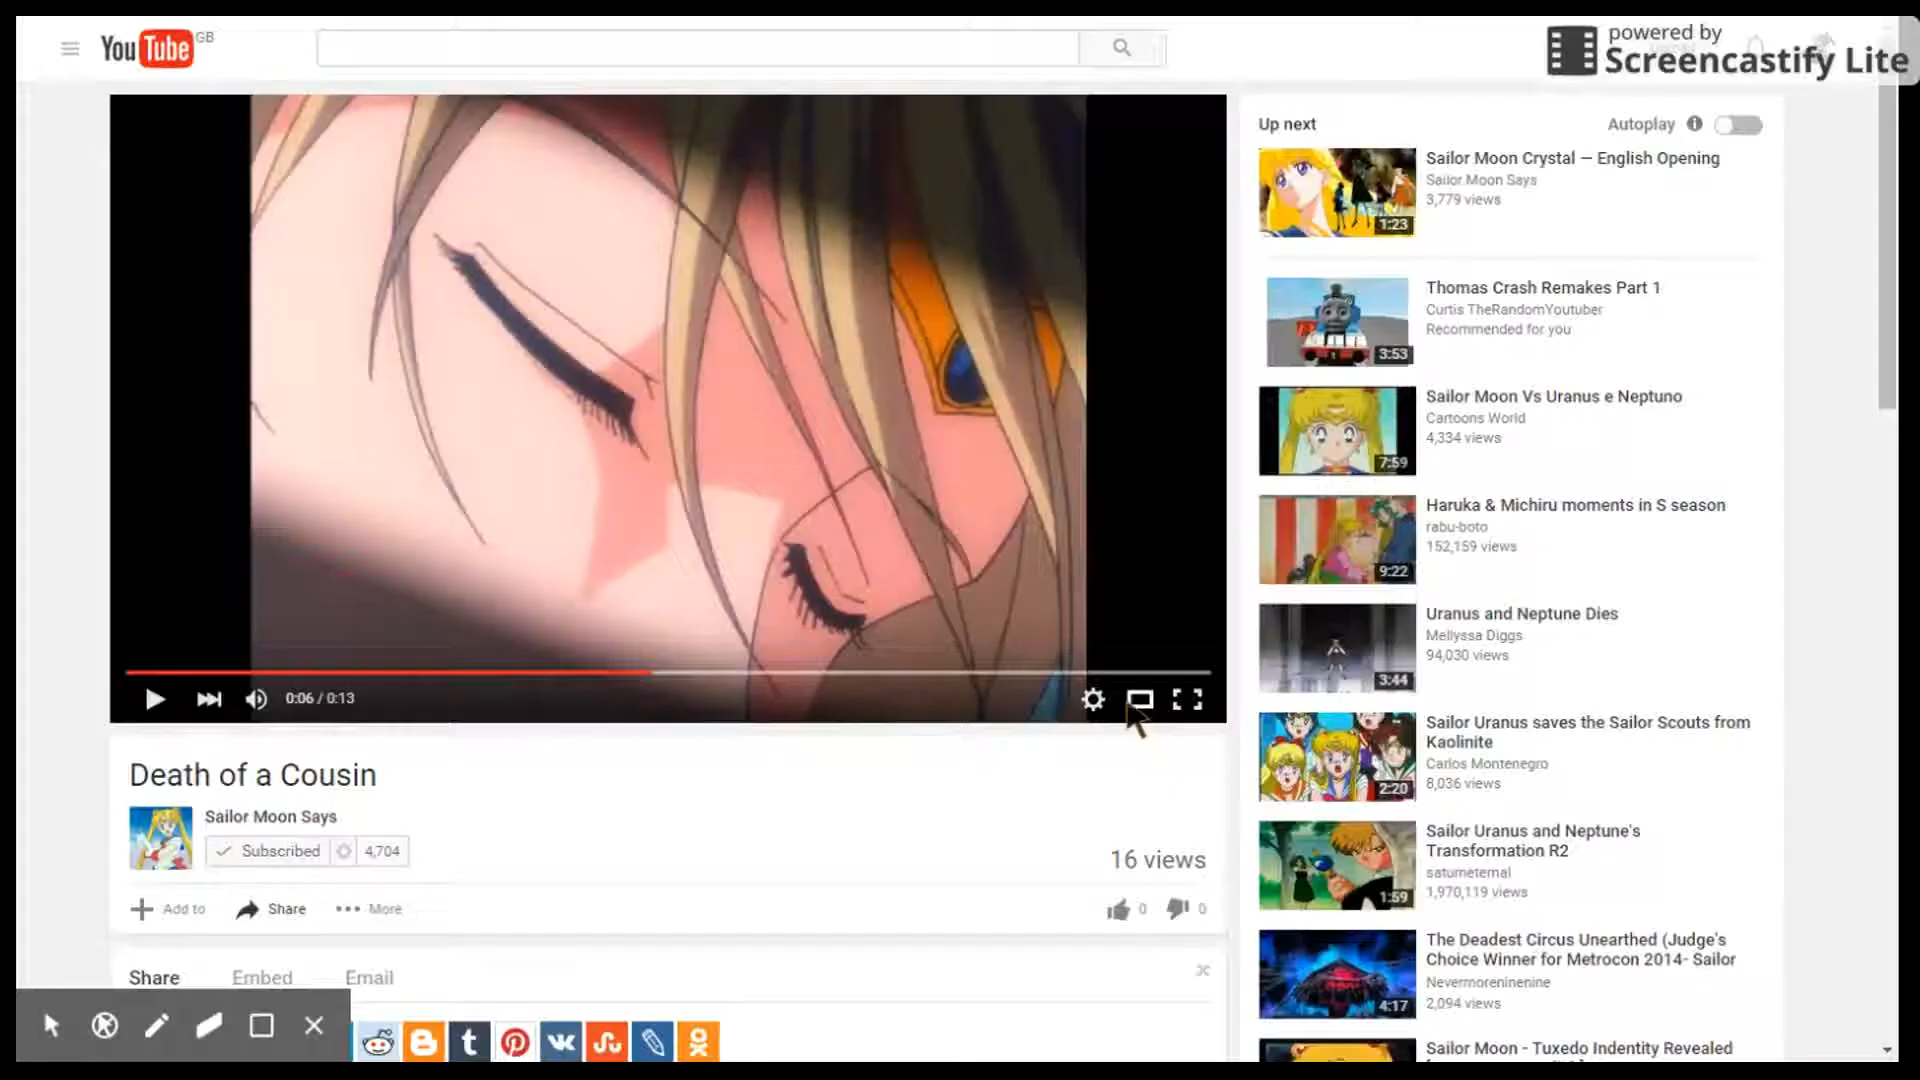 YouTube GB
powered by
Screencastify Lite
0:06 / 0:13
Death of a Cousin
Sailor Moon Says
Subscribed 4,704
16 views
Add to Share More
0 0
Share Embed Email
Up next Autoplay
Sailor Moon Crystal — English Opening
Sailor Moon Says
3,779 views
1:23
Thomas Crash Remakes Part 1
Curtis TheRandomYoutuber
Recommended for you
3:53
Sailor Moon Vs Uranus e Neptuno
Cartoons World
4,334 views
7:59
Haruka & Michiru moments in S season
rabu-boto
152,159 views
9:22
Uranus and Neptune Dies
Mellyssa Diggs
94,030 views
3:44
Sailor Uranus saves the Sailor Scouts from
Kaolinite
Carlos Montenegro
8,036 views
2:20
Sailor Uranus and Neptune's
Transformation R2
saturneternal
1,970,119 views
1:59
The Deadest Circus Unearthed (Judge's
Choice Winner for Metrocon 2014- Sailor
Nevermoreninenine
2,094 views
4:17
Sailor Moon - Tuxedo Indentity Revealed